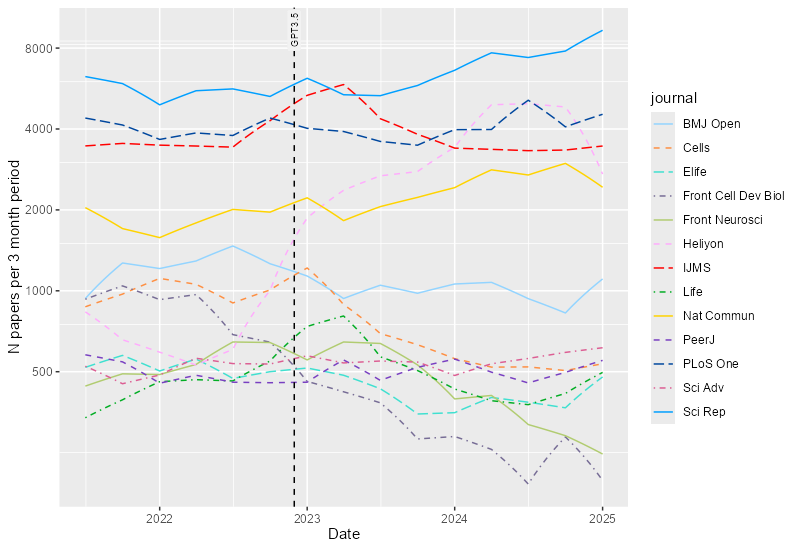 GPT3.5
8000
4000
2000
1000
500
N papers per 3 month period
2022
2023
2024
2025
Date
journal
BMJ Open
Cells
Elife
Front Cell Dev Biol
Front Neurosci
Heliyon
IJMS
Life
Nat Commun
PeerJ
PLoS One
Sci Adv
Sci Rep